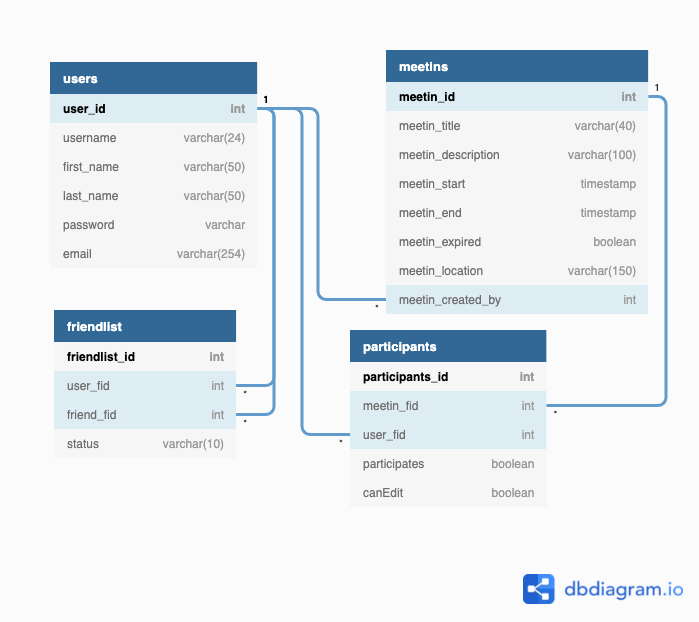 users
user_id int
username varchar(24)
first_name varchar(50)
last_name varchar(50)
password varchar
email varchar(254)
1
meetins
meetin_id int
meetin_title varchar(40)
meetin_description varchar(100)
meetin_start timestamp
meetin_end timestamp
meetin_expired boolean
meetin_location varchar(150)
meetin_created_by int
1
*
friendlist
friendlist_id int
user_fid int
*
friend_fid int
*
status varchar(10)
participants
participants_id int
meetin_fid int
*
user_fid int
*
participates boolean
canEdit boolean
dbdiagram.io